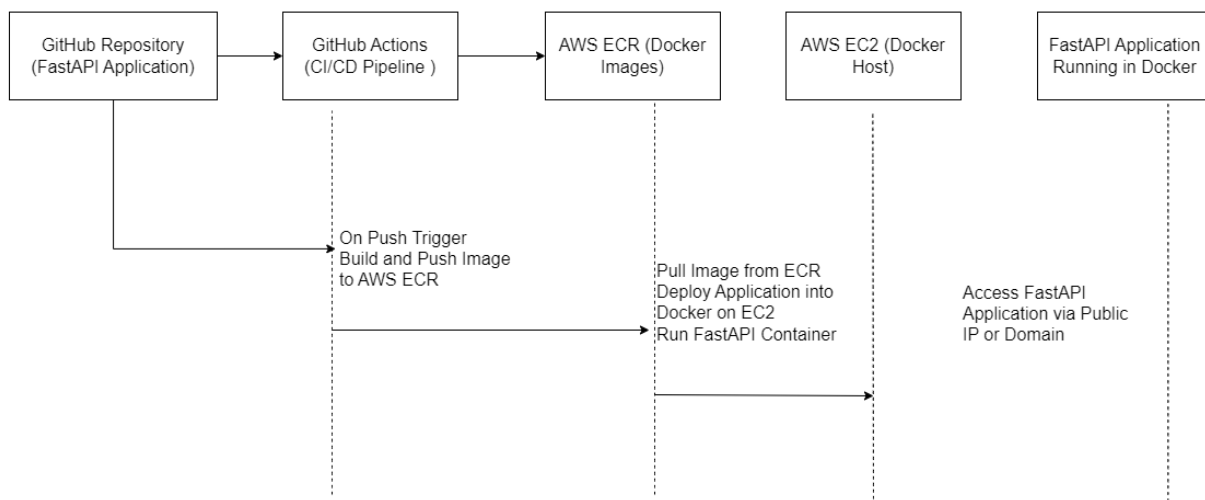 GitHub Repository
(FastAPI Application)
GitHub Actions
(CI/CD Pipeline )
AWS ECR (Docker
Images)
AWS EC2 (Docker
Host)
FastAPI Application
Running in Docker
On Push Trigger
Build and Push Image
to AWS ECR
Pull Image from ECR
Deploy Application into
Docker on EC2
Run FastAPI Container
Access FastAPI
Application via Public
IP or Domain